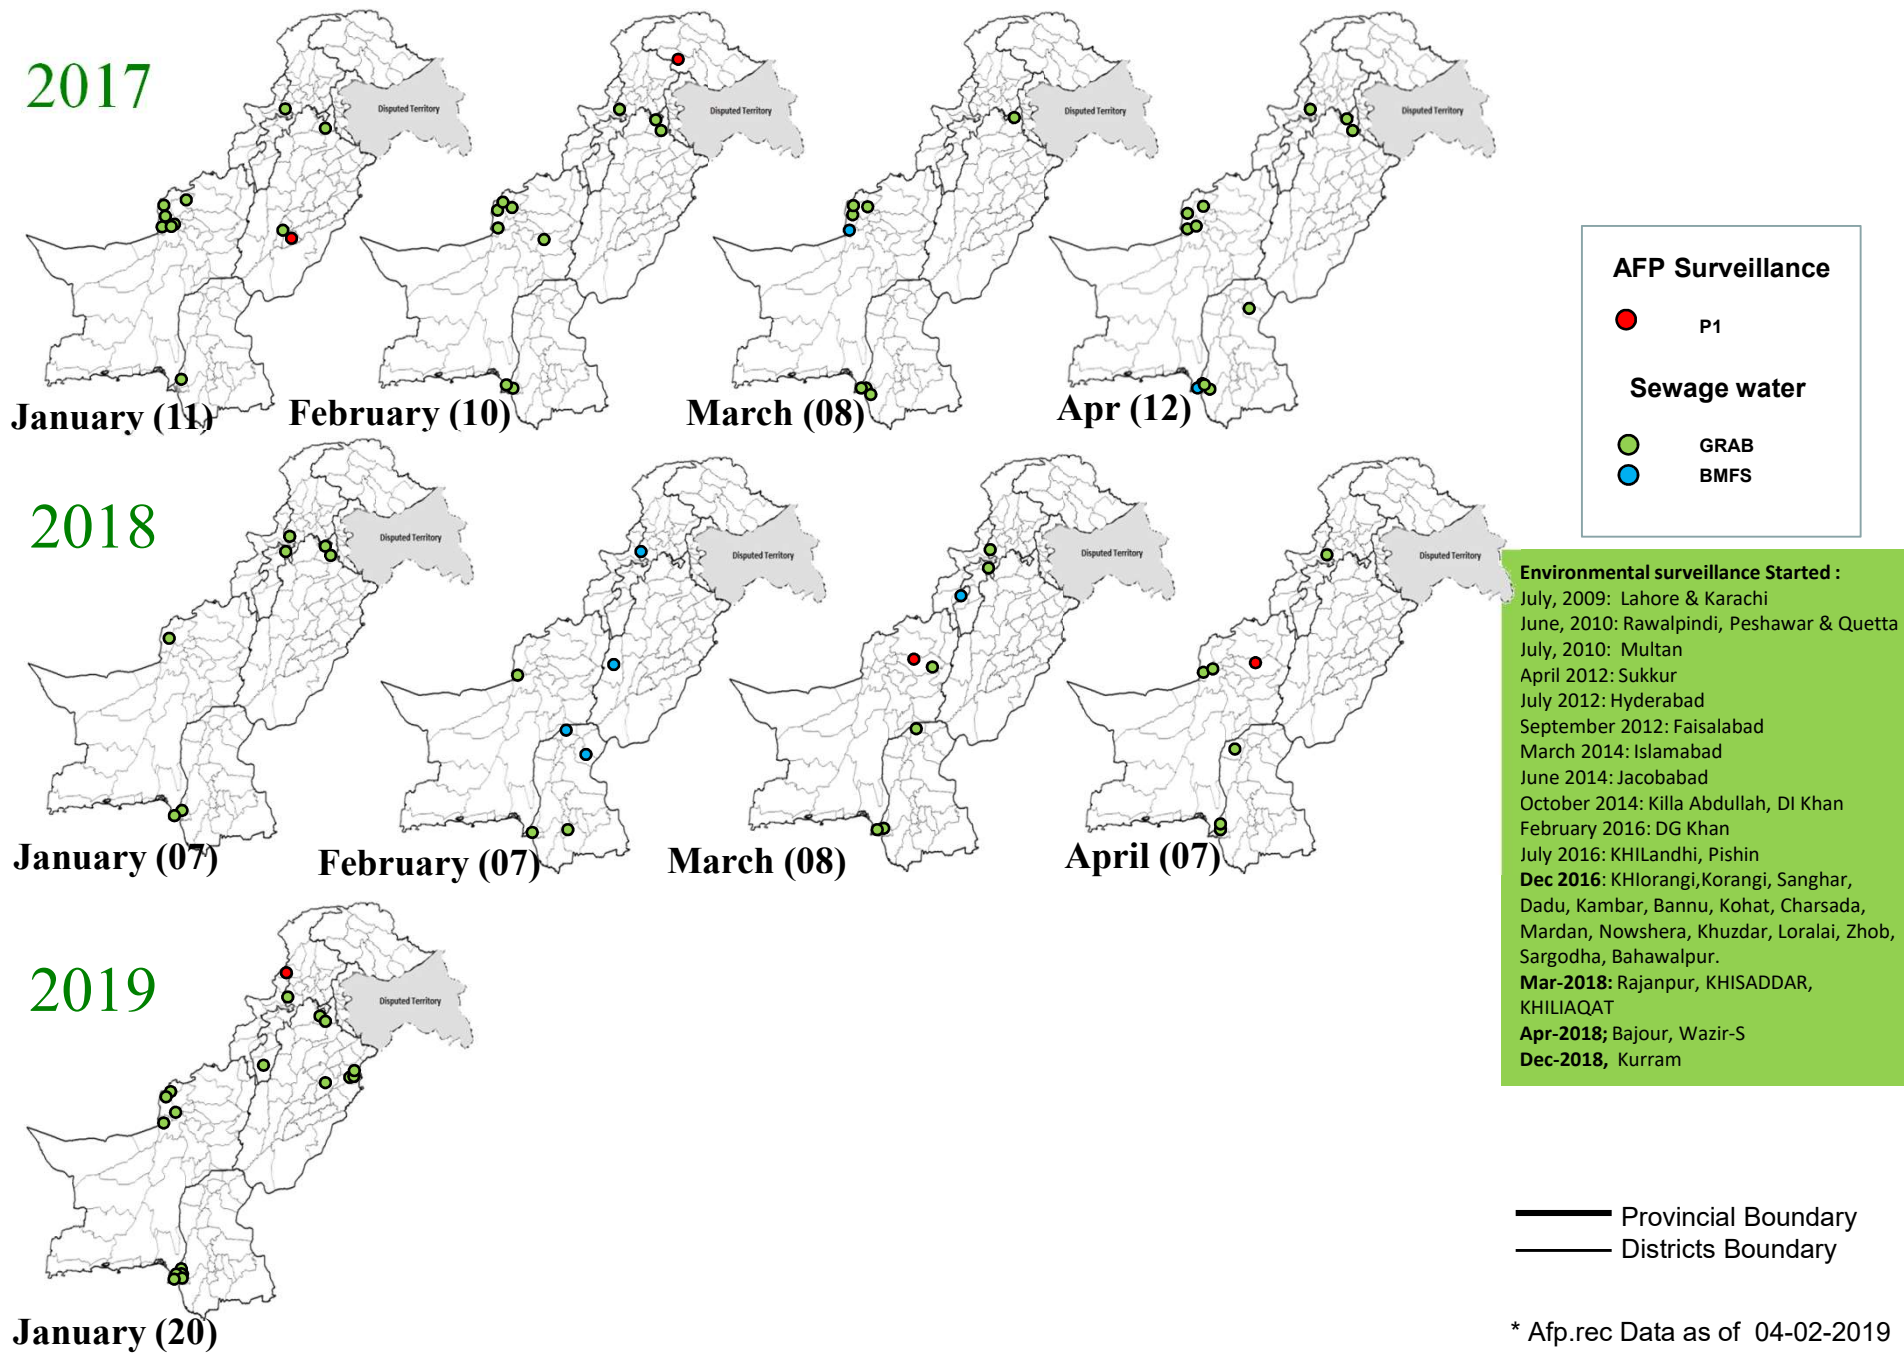 2017
Disputed Territory
Disputed Territory
Disputed Territory
Disputed Territory
January (11)
February (10)
March (08)
Apr (12)
AFP Surveillance
P1
Sewage water
GRAB
BMFS
2018
Disputed Territory
Disputed Territory
Disputed Territory
Disputed Territory
January (07)
February (07)
March (08)
April (07)
Environmental surveillance Started :
July, 2009: Lahore & Karachi
June, 2010: Rawalpindi, Peshawar & Quetta
July, 2010: Multan
April 2012: Sukkur
July 2012: Hyderabad
September 2012: Faisalabad
March 2014: Islamabad
June 2014: Jacobabad
October 2014: Killa Abdullah, DI Khan
February 2016: DG Khan
July 2016: KHILandhi, Pishin
Dec 2016: KHIorangi,Korangi, Sanghar,
Dadu, Kambar, Bannu, Kohat, Charsada,
Mardan, Nowshera, Khuzdar, Loralai, Zhob,
Sargodha, Bahawalpur.
Mar-2018: Rajanpur, KHISADDAR,
KHILIAQAT
Apr-2018; Bajour, Wazir-S
Dec-2018, Kurram
2019
Disputed Territory
January (20)
Provincial Boundary
Districts Boundary
* Afp.rec Data as of 04-02-2019